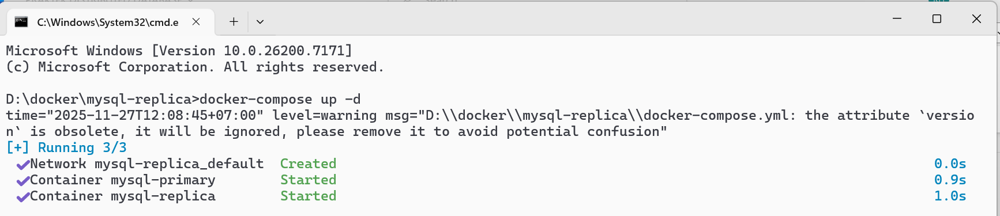 C:\Windows\System32\cmd.e
Microsoft Windows [Version 10.0.26200.7171]
(c) Microsoft Corporation. All rights reserved.
D:\docker\mysql-replica>docker-compose up -d
time="2025-11-27T12:08:45+07:00" level=warning msg="D:\\docker\\mysql-replica\\docker-compose.yml: the attribute `versio
n` is obsolete, it will be ignored, please remove it to avoid potential confusion"
[+] Running 3/3
✔Network mysql-replica_default Created 0.0s
✔Container mysql-primary Started 0.9s
✔Container mysql-replica Started 1.0s